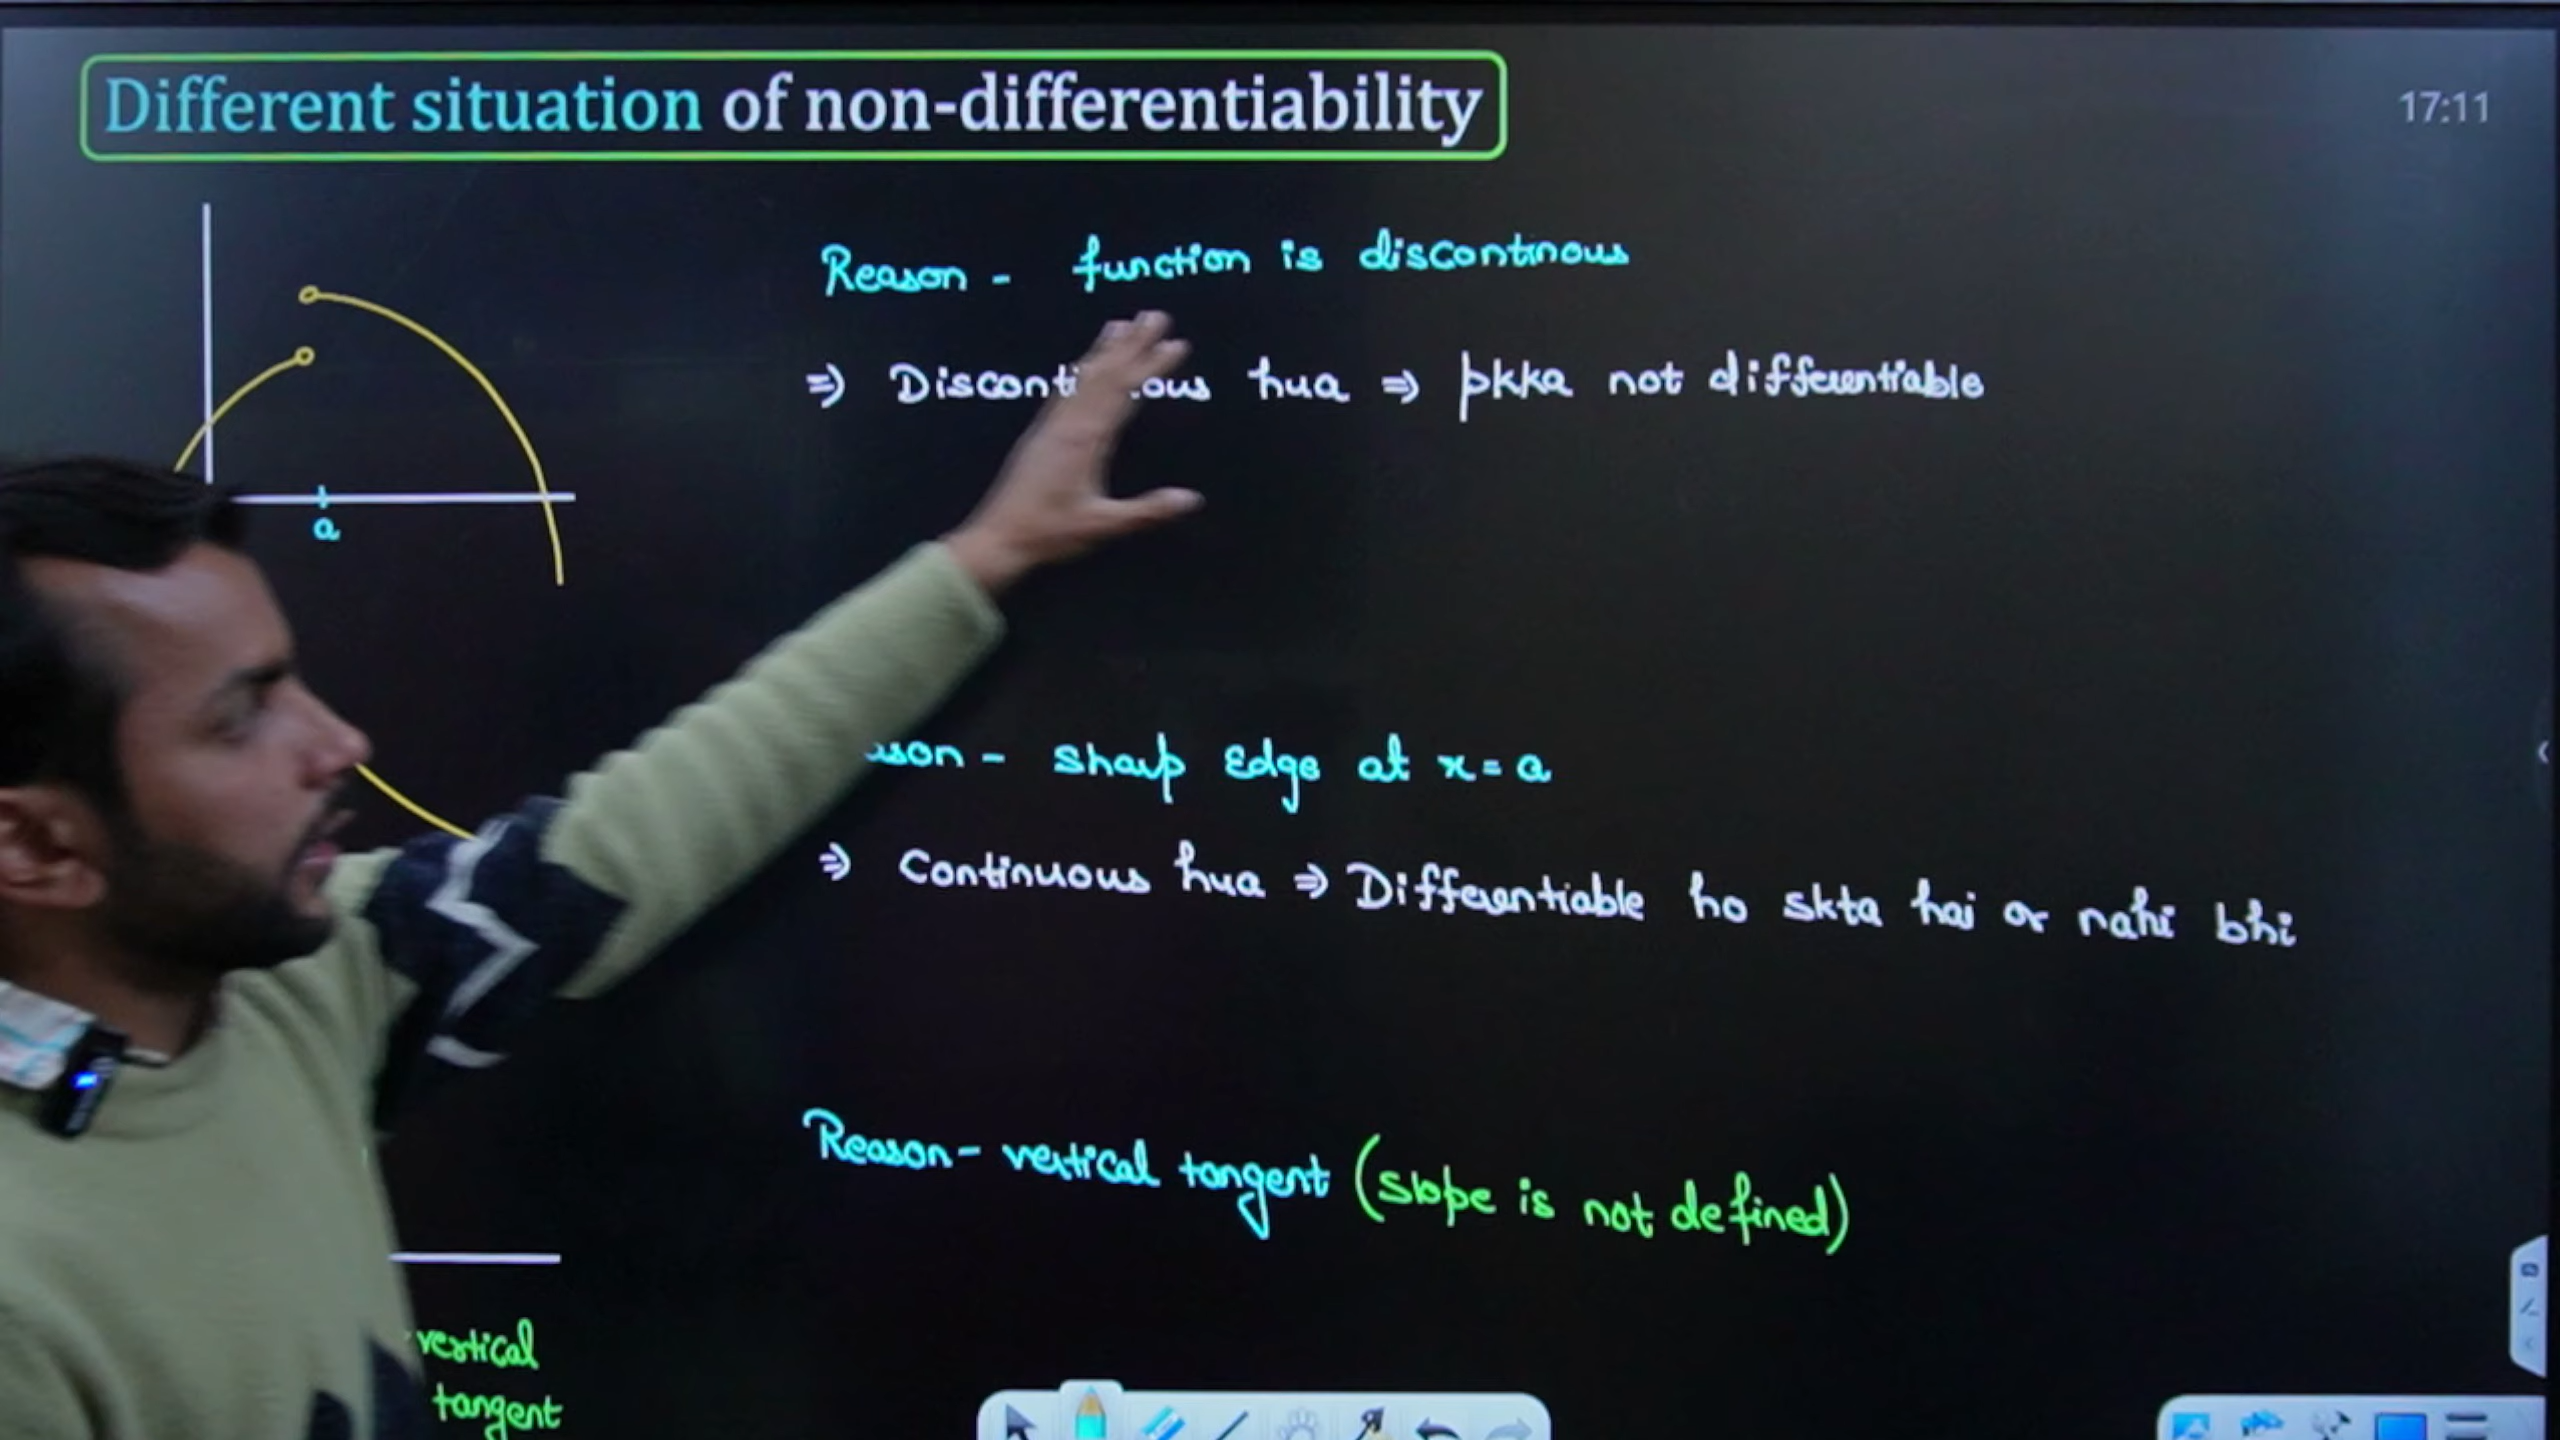 Different situation of non-differentiability
17:11
Reason - function is discontinous
⇒ hua ⇒ pkka not differentiable
a
- sharp Edge at x = a
⇒ Continuous hua ⇒ Differentiable ho skta hai or nahi bhi
Reason - vertical tangent (slope is not defined)
vertical
tangent